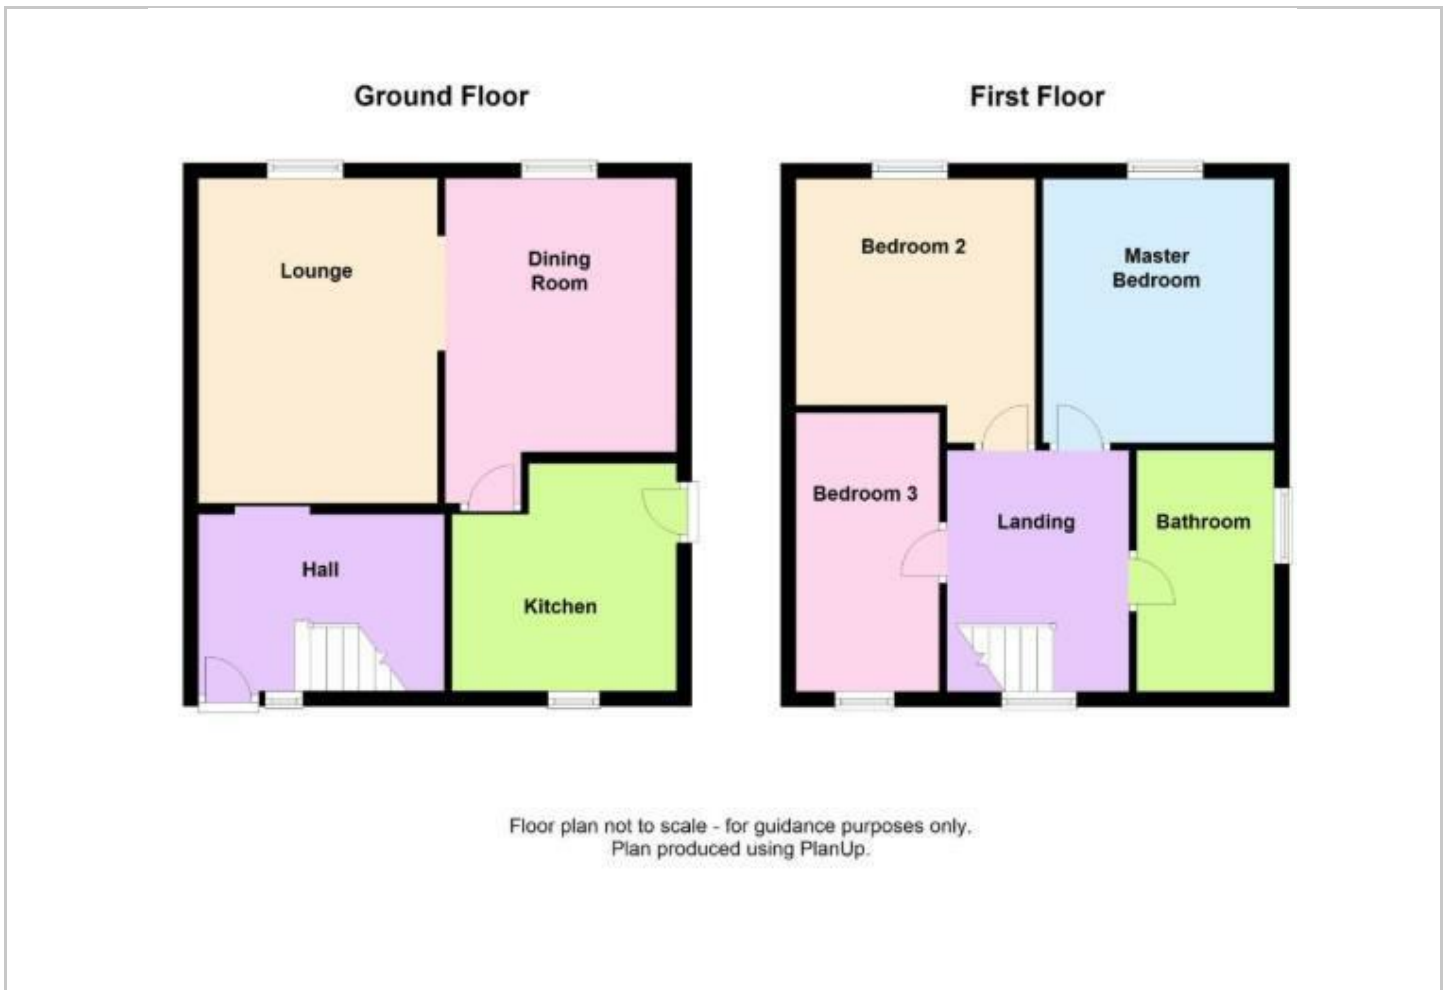 Ground Floor
First Floor
Lounge
Dining
Room
Hall
Kitchen
Bedroom 2
Master
Bedroom
Bedroom 3
Landing
Bathroom
Floor plan not to scale - for guidance purposes only.
Plan produced using PlanUp.